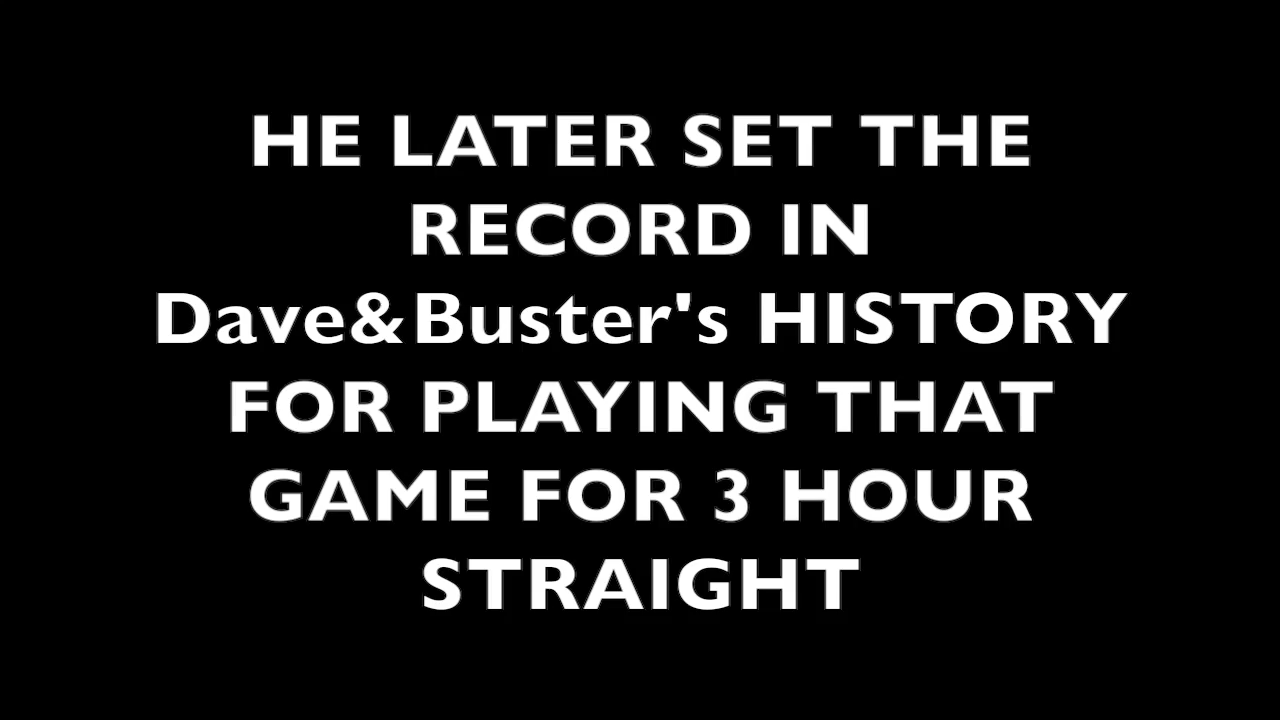 HE LATER SET THE
RECORD IN
Dave&Buster's HISTORY
FOR PLAYING THAT
GAME FOR 3 HOUR
STRAIGHT